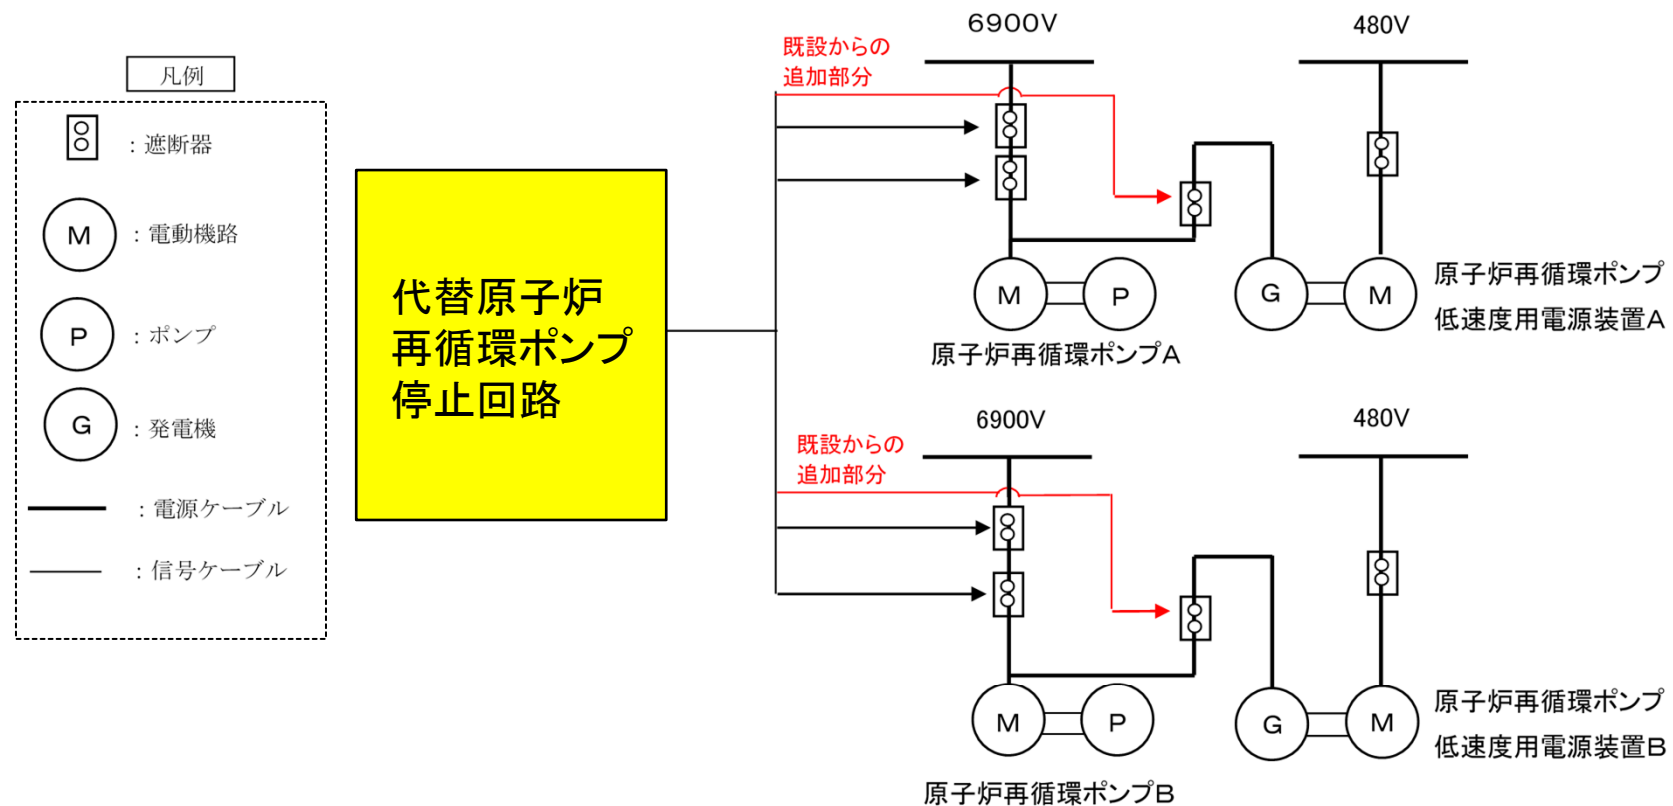 凡例
：遮断器
M
：電動機路
P
：ポンプ
G
：発電機
：電源ケーブル
：信号ケーブル
代替原子炉
再循環ポンプ
停止回路
既設からの
追加部分
6900V
480V
M
P
G
M
原子炉再循環ポンプA
原子炉再循環ポンプ
低速度用電源装置A
既設からの
追加部分
6900V
480V
M
P
G
M
原子炉再循環ポンプB
原子炉再循環ポンプ
低速度用電源装置B